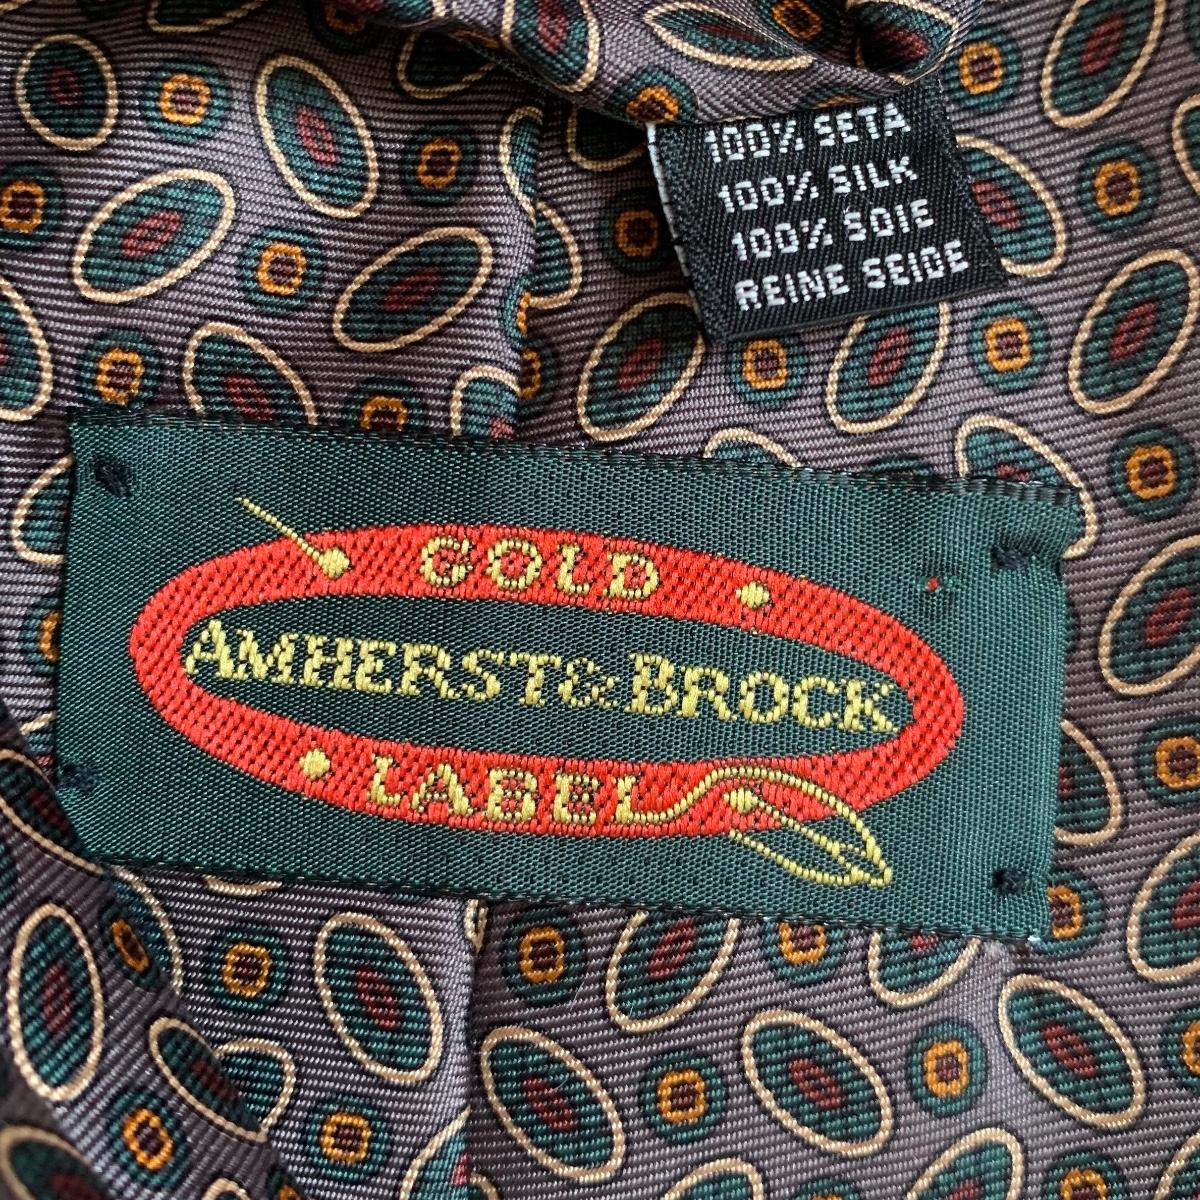 100% SETA
100% SILK
100% SOIE
REINE SEIDE
GOLD
AMHERST & BROCK
LABEL